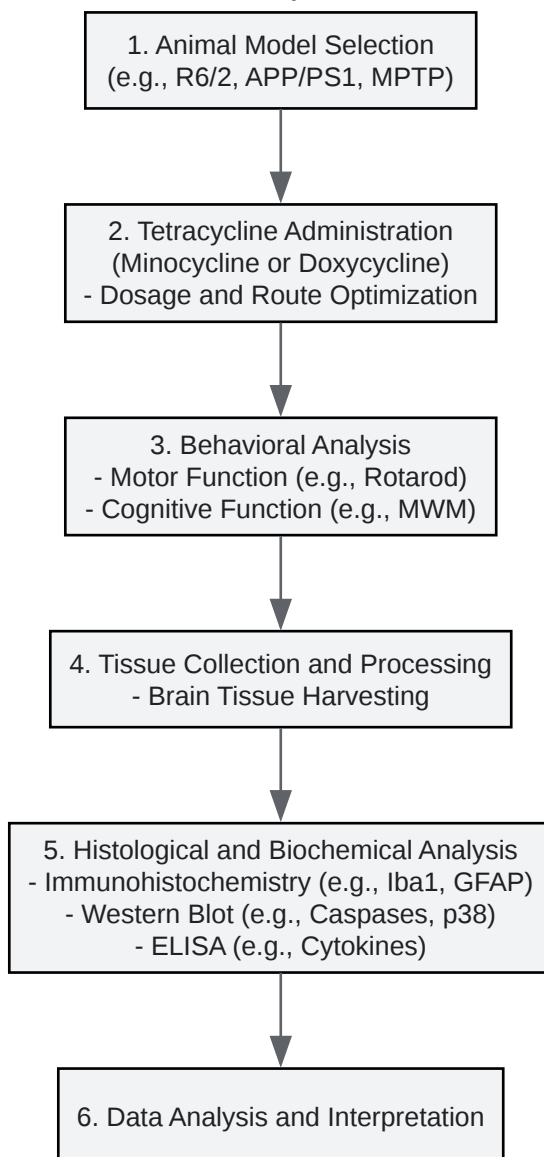 1. Animal Model Selection
(e.g., R6/2, APP/PS1, MPTP)
2. Tetracycline Administration
(Minocycline or Doxycycline)
- Dosage and Route Optimization
3. Behavioral Analysis
- Motor Function (e.g., Rotarod)
- Cognitive Function (e.g., MWM)
4. Tissue Collection and Processing
- Brain Tissue Harvesting
5. Histological and Biochemical Analysis
- Immunohistochemistry (e.g., Iba1, GFAP)
- Western Blot (e.g., Caspases, p38)
- ELISA (e.g., Cytokines)
6. Data Analysis and Interpretation